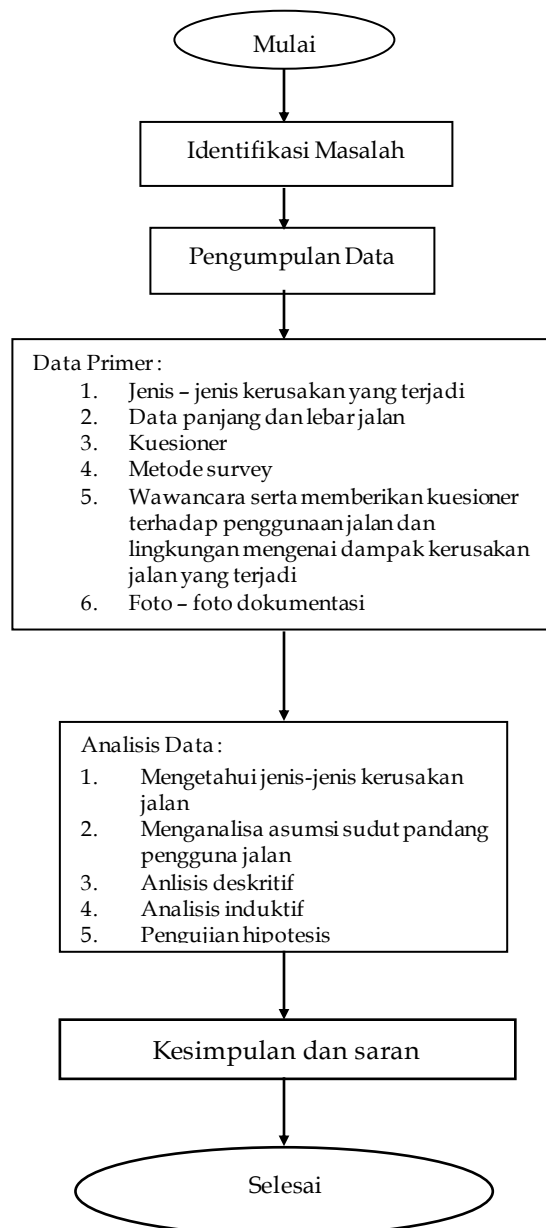 Mulai
Identifikasi Masalah
Pengumpulan Data
Data Primer :
1. Jenis – jenis kerusakan yang terjadi
2. Data panjang dan lebar jalan
3. Kuesioner
4. Metode survey
5. Wawancara serta memberikan kuesioner
terhadap penggunaan jalan dan
lingkungan mengenai dampak kerusakan
jalan yang terjadi
6. Foto – foto dokumentasi
Analisis Data :
1. Mengetahui jenis-jenis kerusakan
jalan
2. Menganalisa asumsi sudut pandang
pengguna jalan
3. Anlisis deskritif
4. Analisis induktif
5. Pengujian hipotesis
Kesimpulan dan saran
Selesai